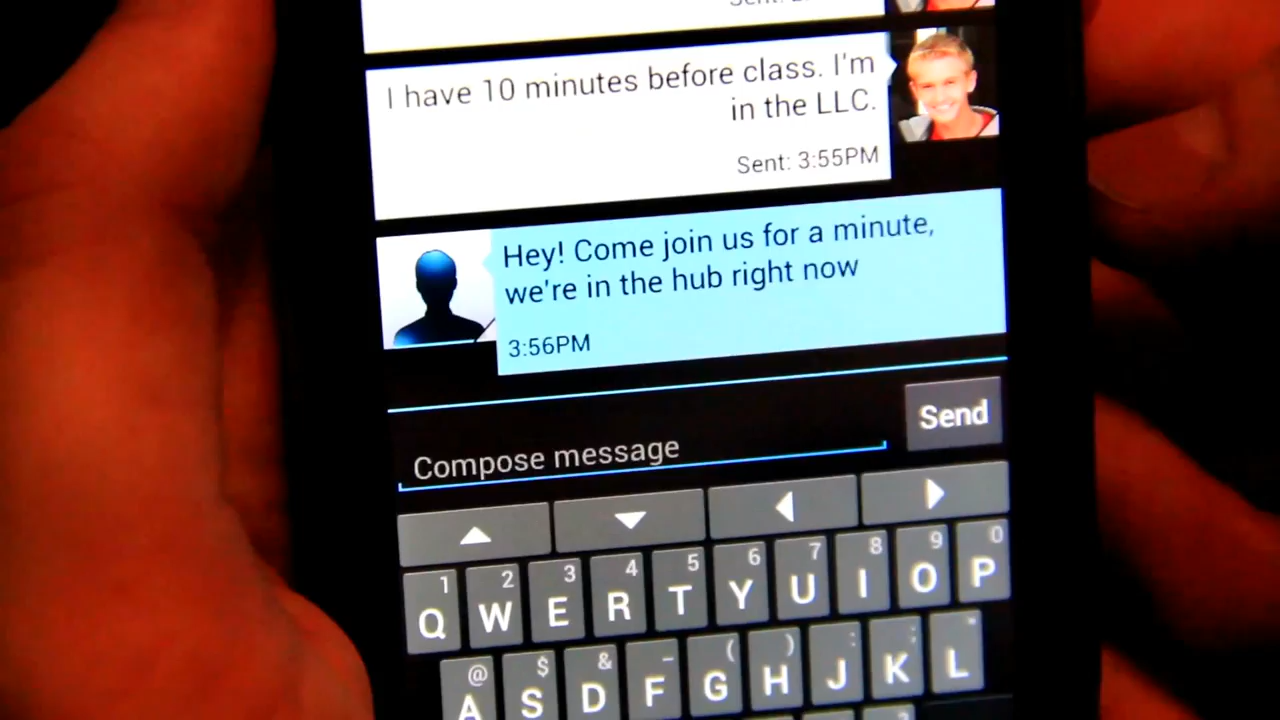 Sent:
I have 10 minutes before class. I'm
in the LLC.
Sent: 3:55PM
Hey! Come join us for a minute,
we're in the hub right now
3:56PM
Send
Compose message
1 2 3 4 5 6 7 8 9 0
Q W E R T Y U I O P
@ $ & _ ( ) : ; "
A S D F G H J K L
?